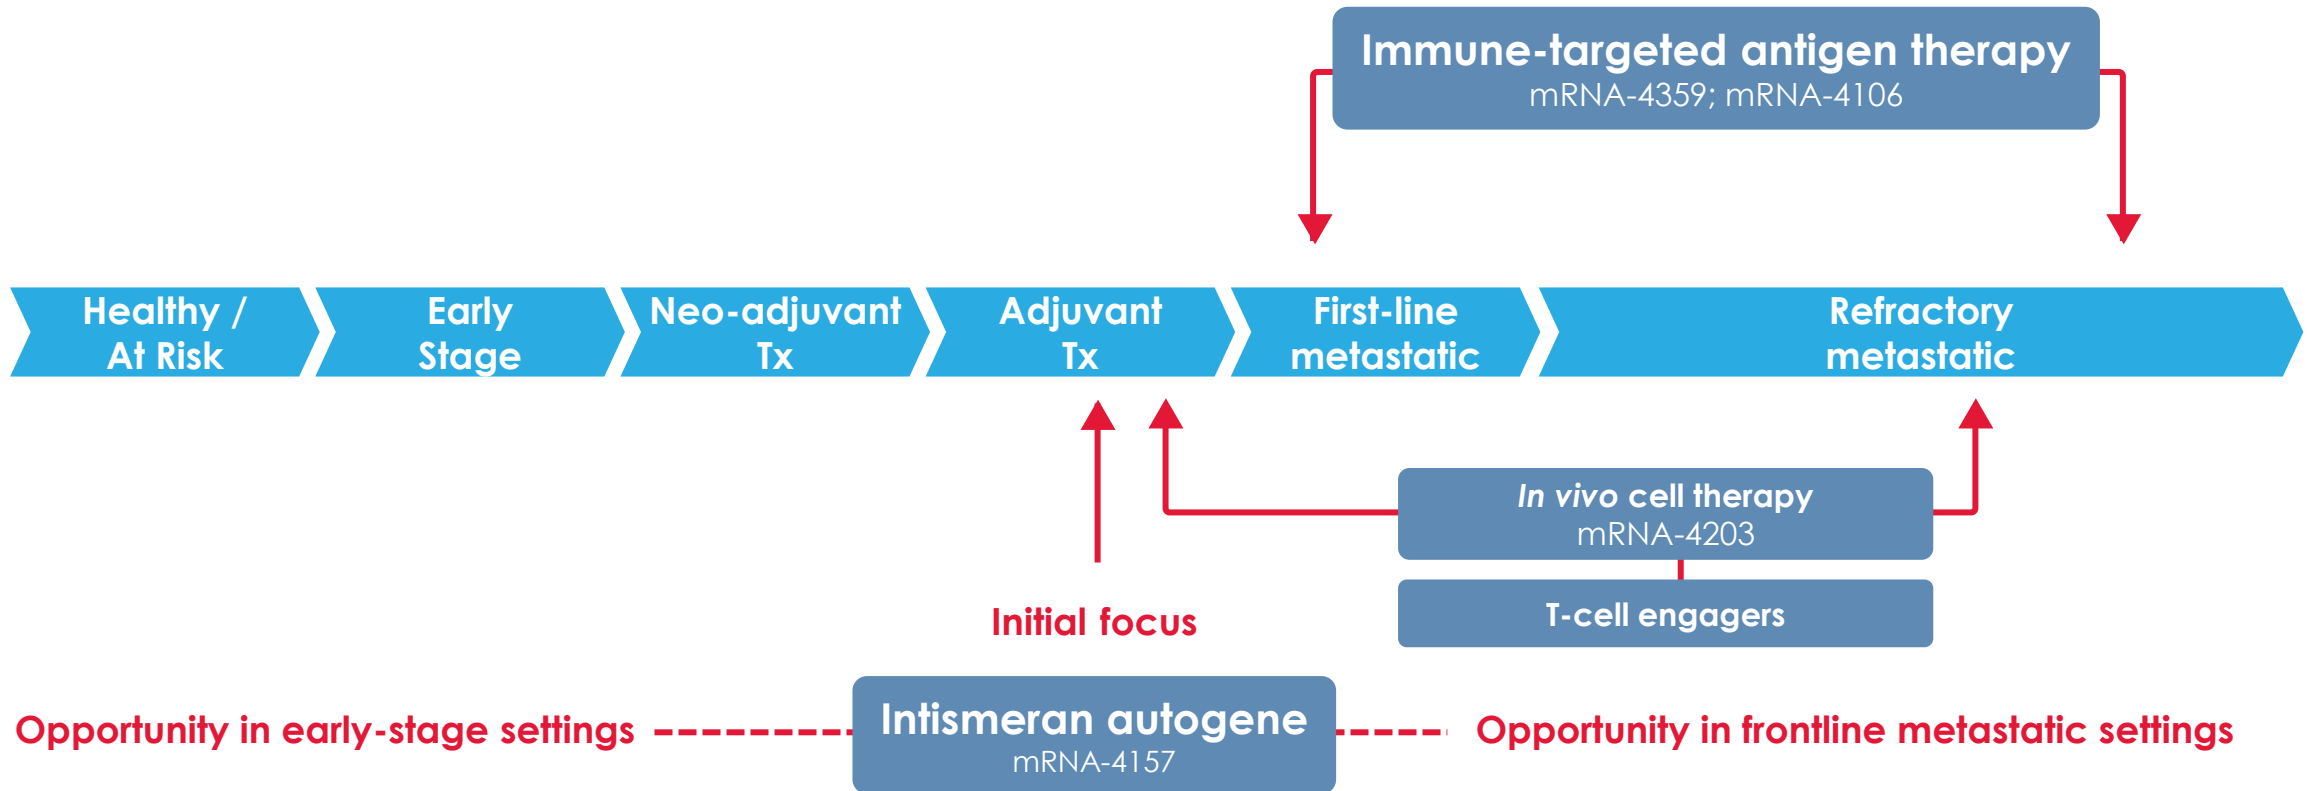 Immune-targeted antigen therapy
mRNA-4359; mRNA-4106
Healthy /
At Risk
Early
Stage
Neo-adjuvant
Tx
Adjuvant
Tx
First-line
metastatic
Refractory
metastatic
In vivo cell therapy
mRNA-4203
T-cell engagers
Initial focus
Opportunity in early-stage settings
Intismeran autogene
mRNA-4157
Opportunity in frontline metastatic settings